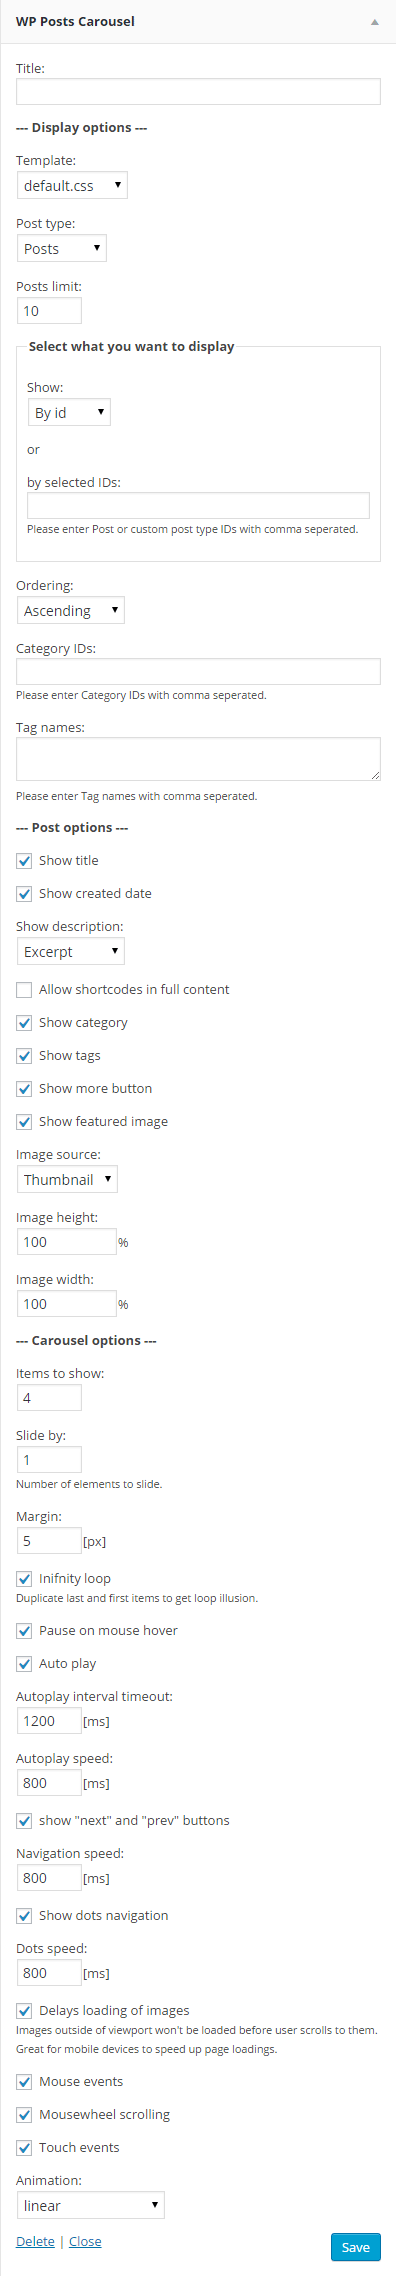 WP Posts Carousel
Title:
--- Display options ---
Template:
default.css
Post type:
Posts
Posts limit:
10
Select what you want to display
Show:
By id
or
by selected IDs:
Please enter Post or custom post type IDs with comma seperated.
Ordering:
Ascending
Category IDs:
Please enter Category IDs with comma seperated.
Tag names:
Please enter Tag names with comma seperated.
--- Post options ---
Show title
Show created date
Show description:
Excerpt
Allow shortcodes in full content
Show category
Show tags
Show more button
Show featured image
Image source:
Thumbnail
Image height:
100 %
Image width:
100 %
--- Carousel options ---
Items to show:
4
Slide by:
1
Number of elements to slide.
Margin:
5 [px]
Inifnity loop
Duplicate last and first items to get loop illusion.
Pause on mouse hover
Auto play
Autoplay interval timeout:
1200 [ms]
Autoplay speed:
800 [ms]
show "next" and "prev" buttons
Navigation speed:
800 [ms]
Show dots navigation
Dots speed:
800 [ms]
Delays loading of images
Images outside of viewport won't be loaded before user scrolls to them.
Great for mobile devices to speed up page loadings.
Mouse events
Mousewheel scrolling
Touch events
Animation:
linear
Delete | Close Save